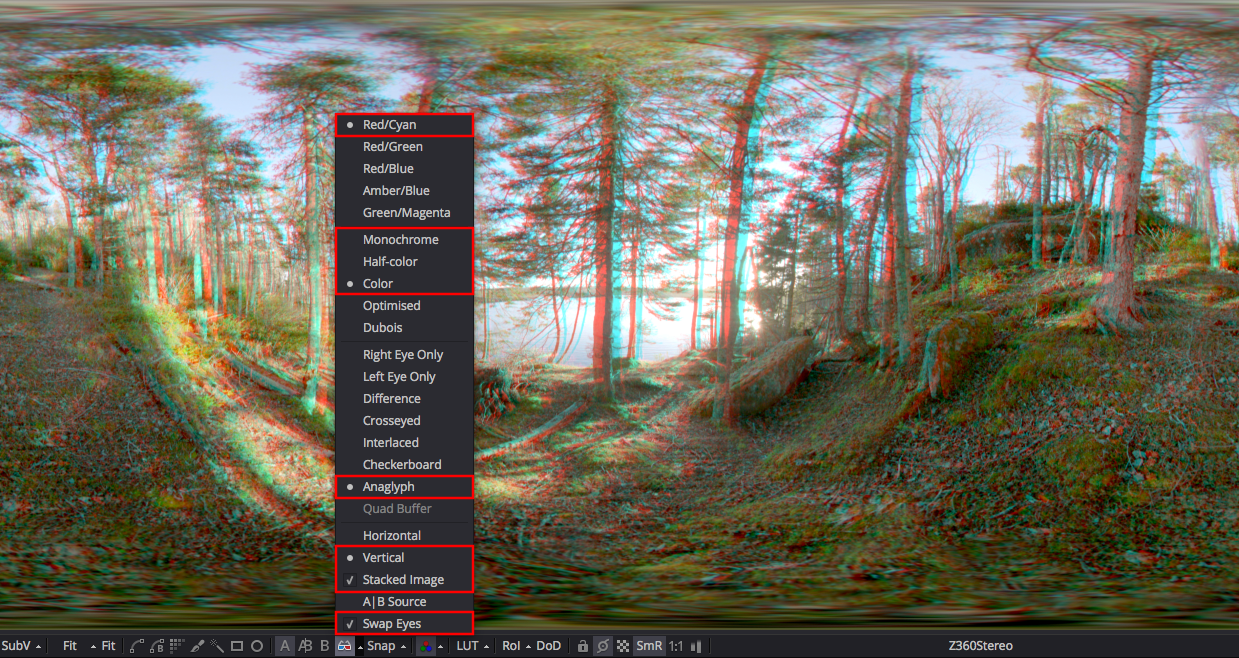 Red/Cyan
Red/Green
Red/Blue
Amber/Blue
Green/Magenta
Monochrome
Half-color
Color
Optimised
Dubois
Right Eye Only
Left Eye Only
Difference
Crosseyed
Interlaced
Checkerboard
Anaglyph
Quad Buffer
Horizontal
Vertical
Stacked Image
A|B Source
Swap Eyes
SubV Fit Fit B A A|B B Snap LUT RoI DoD SmR 1:1 Z360Stereo